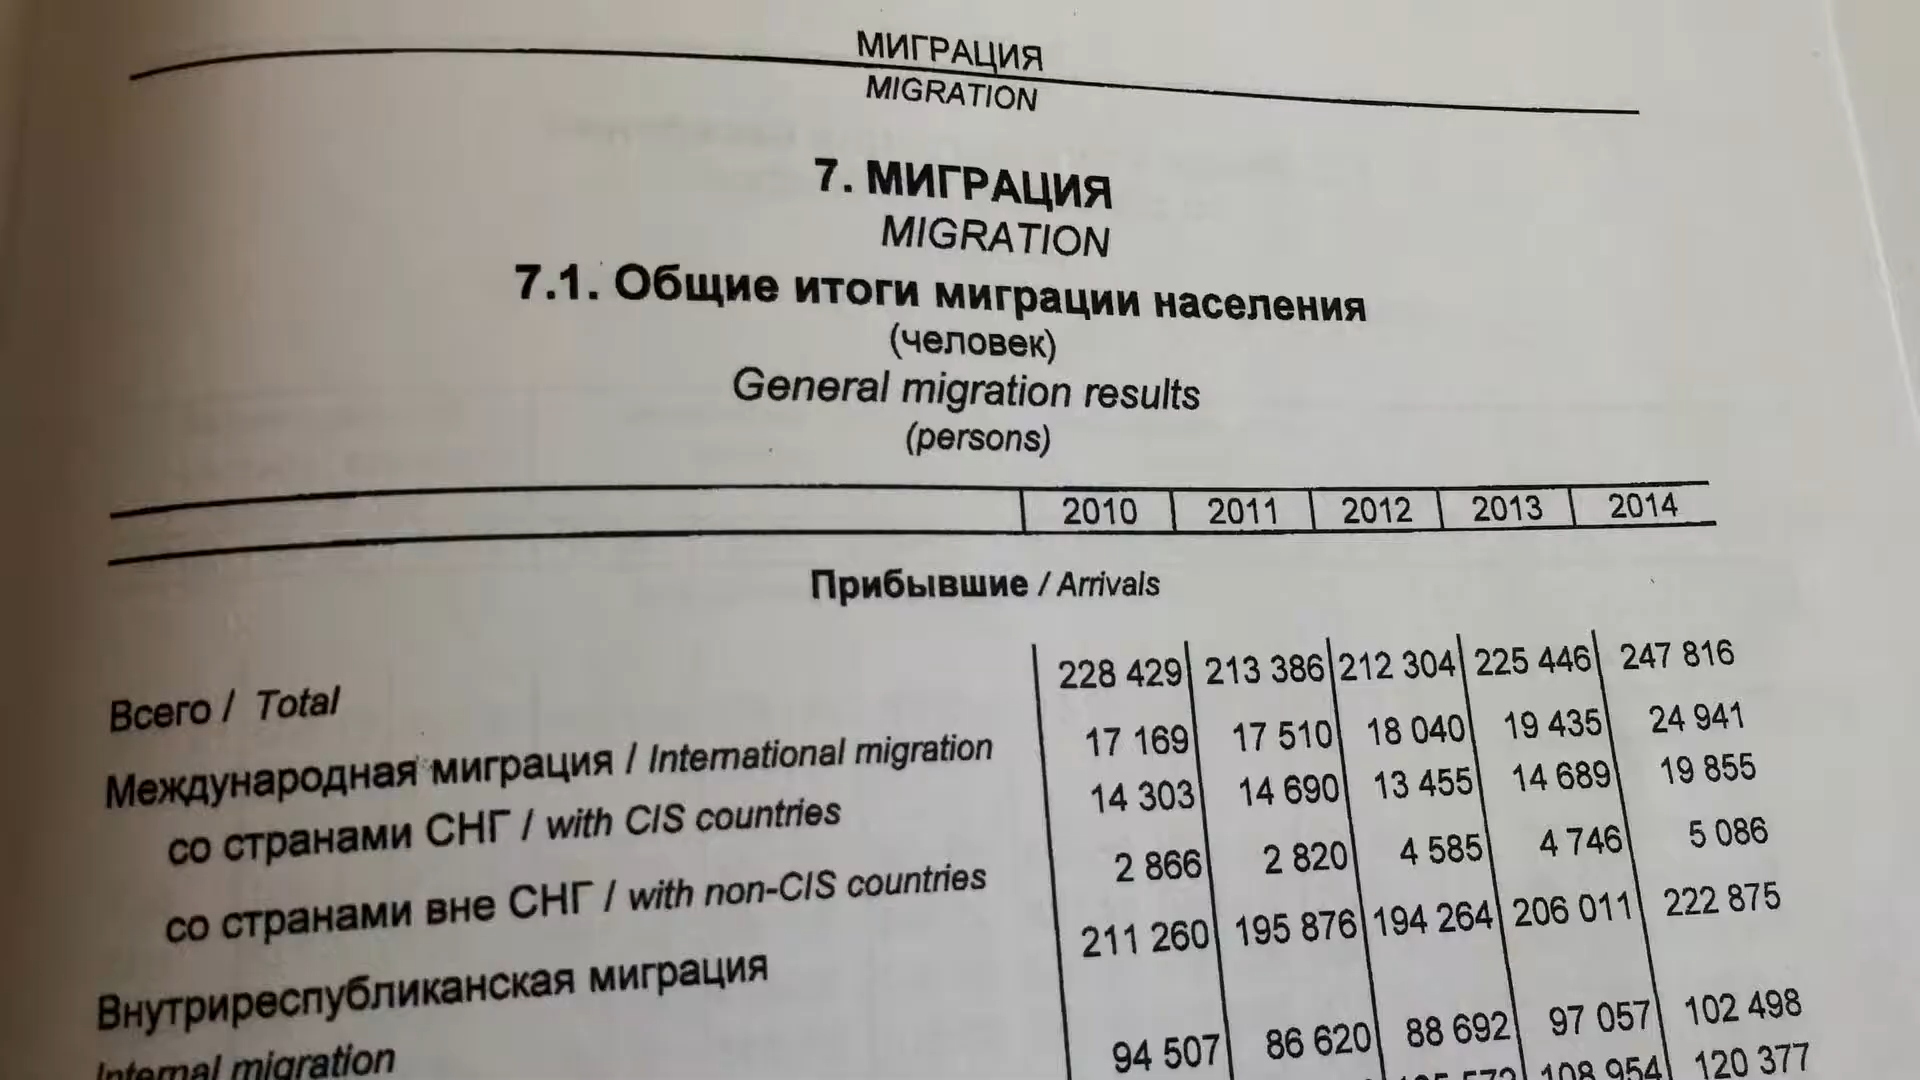 МИГРАЦИЯ
MIGRATION
7. МИГРАЦИЯ
MIGRATION
7.1. Общие итоги миграции населения
(человек)
General migration results
(persons)
2010 2011 2012 2013 2014
Прибывшие / Arrivals
Всего / Total 228 429 213 386 212 304 225 446 247 816
Международная миграция / International migration 17 169 17 510 18 040 19 435 24 941
со странами СНГ / with CIS countries 14 303 14 690 13 455 14 689 19 855
со странами вне СНГ / with non-CIS countries 2 866 2 820 4 585 4 746 5 086
Внутриреспубликанская миграция 211 260 195 876 194 264 206 011 222 875
Internal migration
94 507 86 620 88 692 97 057 102 498
108 954 120 377